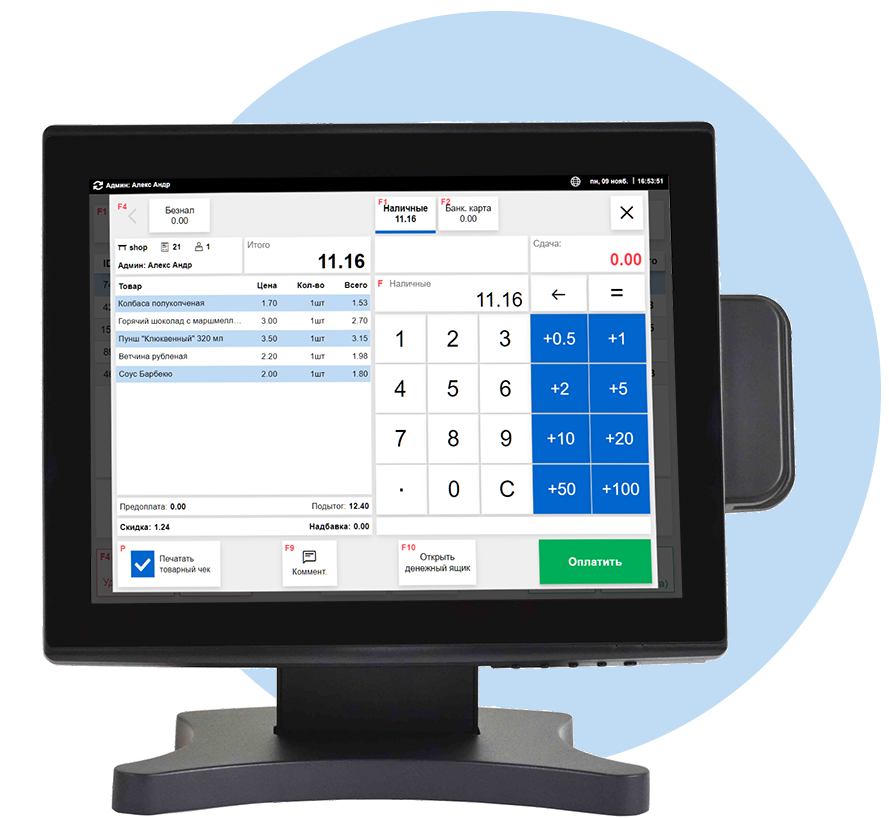 Админ: Алекс Андр
пн, 09 нояб. | 16:53:51
F1
F4
Безнал
0.00
F1
Наличные
11.16
F2
Банк. карта
0.00
shop 21 1
Админ: Алекс Андр
Итого
11.16
Сдача:
0.00
Товар Цена Кол-во Всего
Колбаса полукопченая 1.70 1шт 1.53
Горячий шоколад с маршмелл... 3.00 1шт 2.70
Пунш "Клюквенный" 320 мл 3.50 1шт 3.15
Ветчина рубленая 2.20 1шт 1.98
Соус Барбекю 2.00 1шт 1.80
F Наличные
11.16 ← =
1 2 3 +0.5 +1
4 5 6 +2 +5
7 8 9 +10 +20
. 0 C +50 +100
Предоплата: 0.00 Подытог: 12.40
Скидка: 1.24 Надбавка: 0.00
F4
P
Печатать
товарный чек
F9
Коммент.
F10
Открыть
денежный ящик
Оплатить